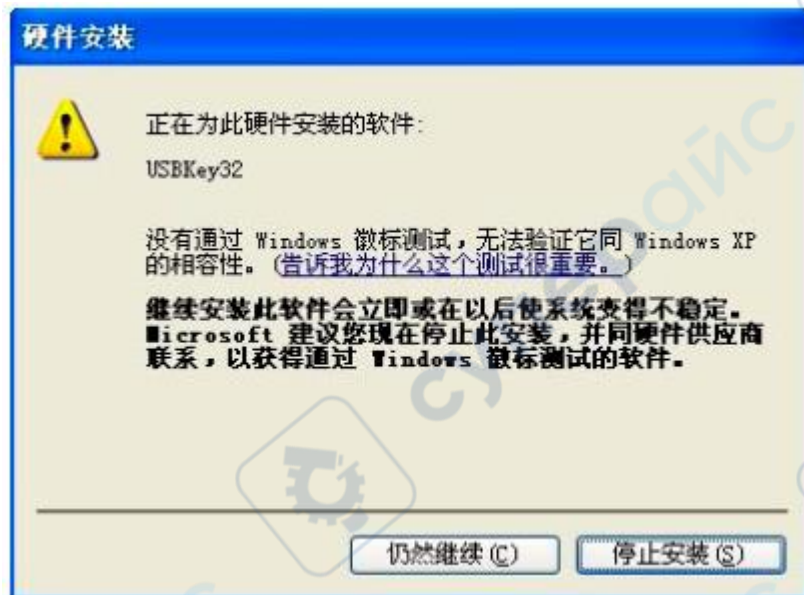 硬件安装
正在为此硬件安装的软件:
USBKey32
没有通过 Windows 徽标测试，无法验证它同 Windows XP
的相容性。(告诉我为什么这个测试很重要。)
继续安装此软件会立即或在以后使系统变得不稳定。
Microsoft 建议您现在停止此安装，并同硬件供应商
联系，以获得通过 Windows 徽标测试的软件。
仍然继续(C)
停止安装(S)